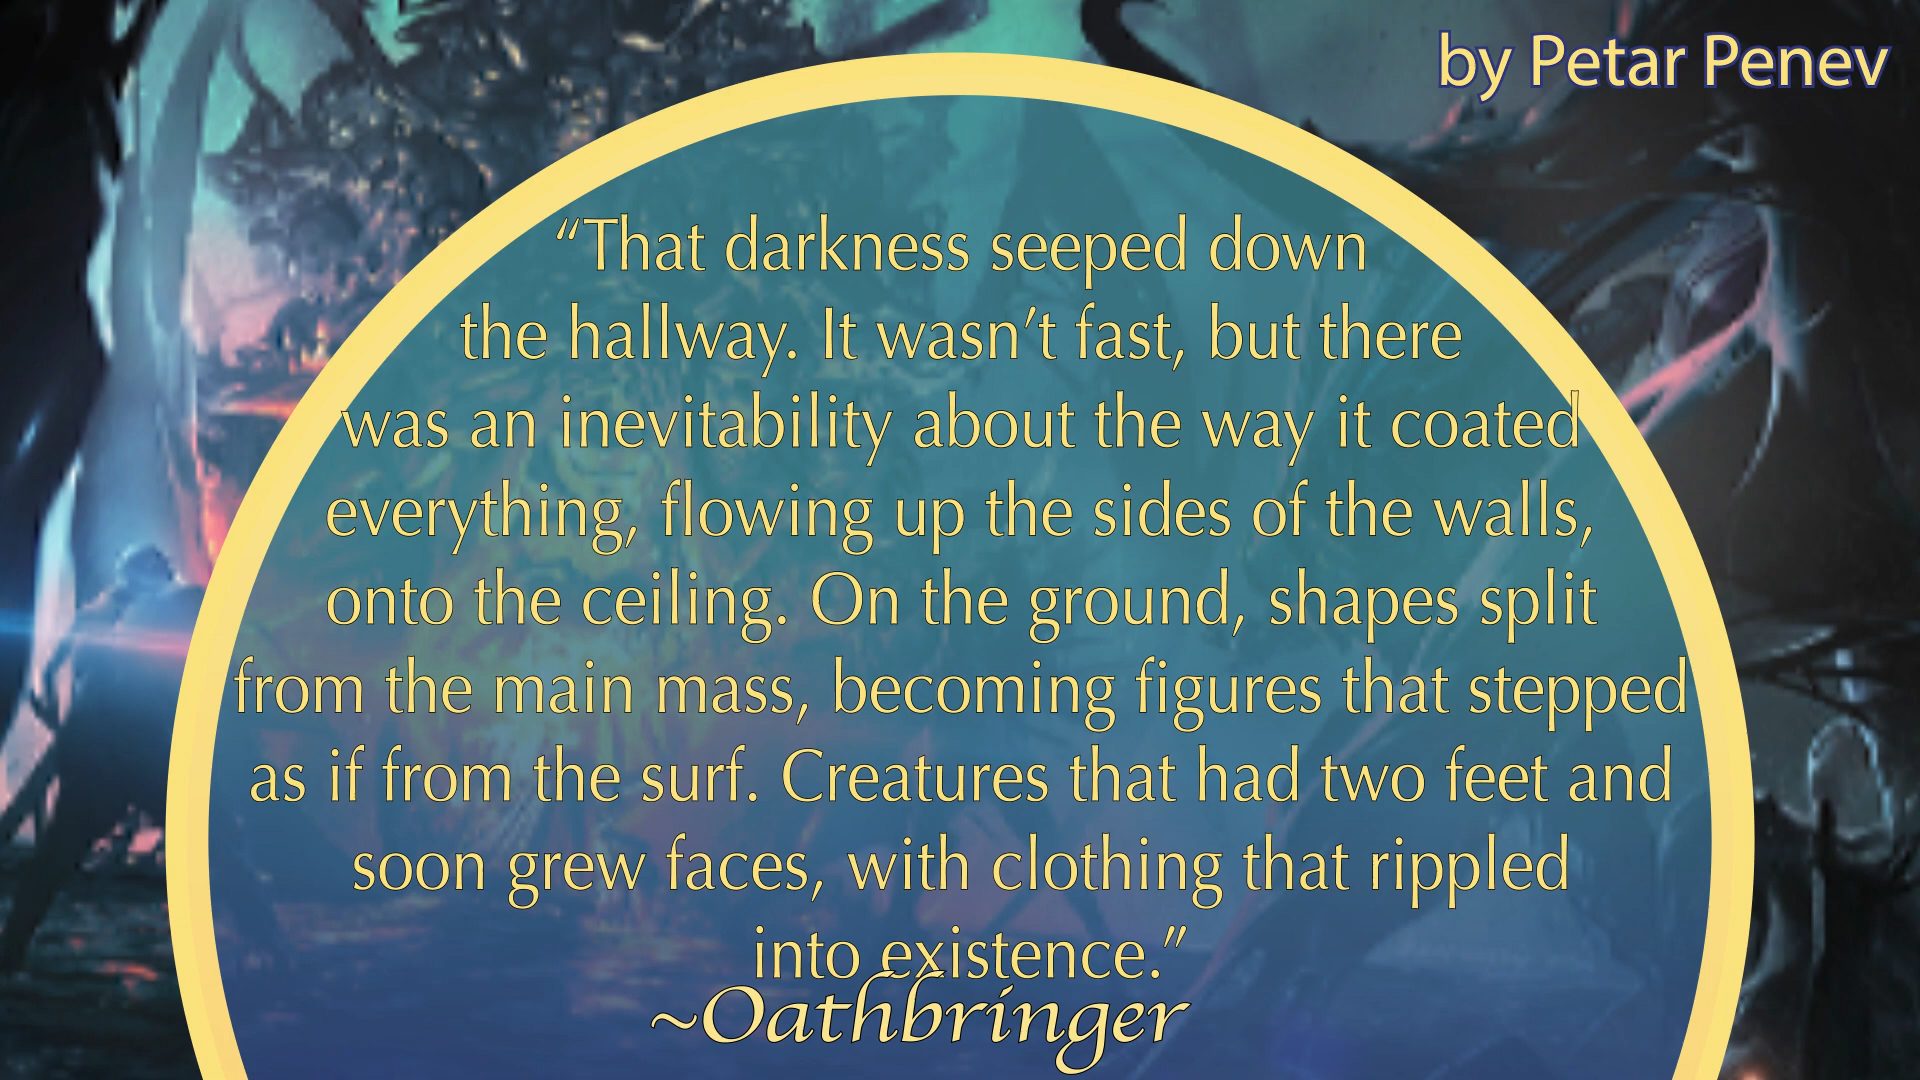 by Petar Penev
“That darkness seeped down
the hallway. It wasn’t fast, but there
was an inevitability about the way it coated
everything, flowing up the sides of the walls,
onto the ceiling. On the ground, shapes split
from the main mass, becoming figures that stepped
as if from the surf. Creatures that had two feet and
soon grew faces, with clothing that rippled
into existence.”
~Oathbringer